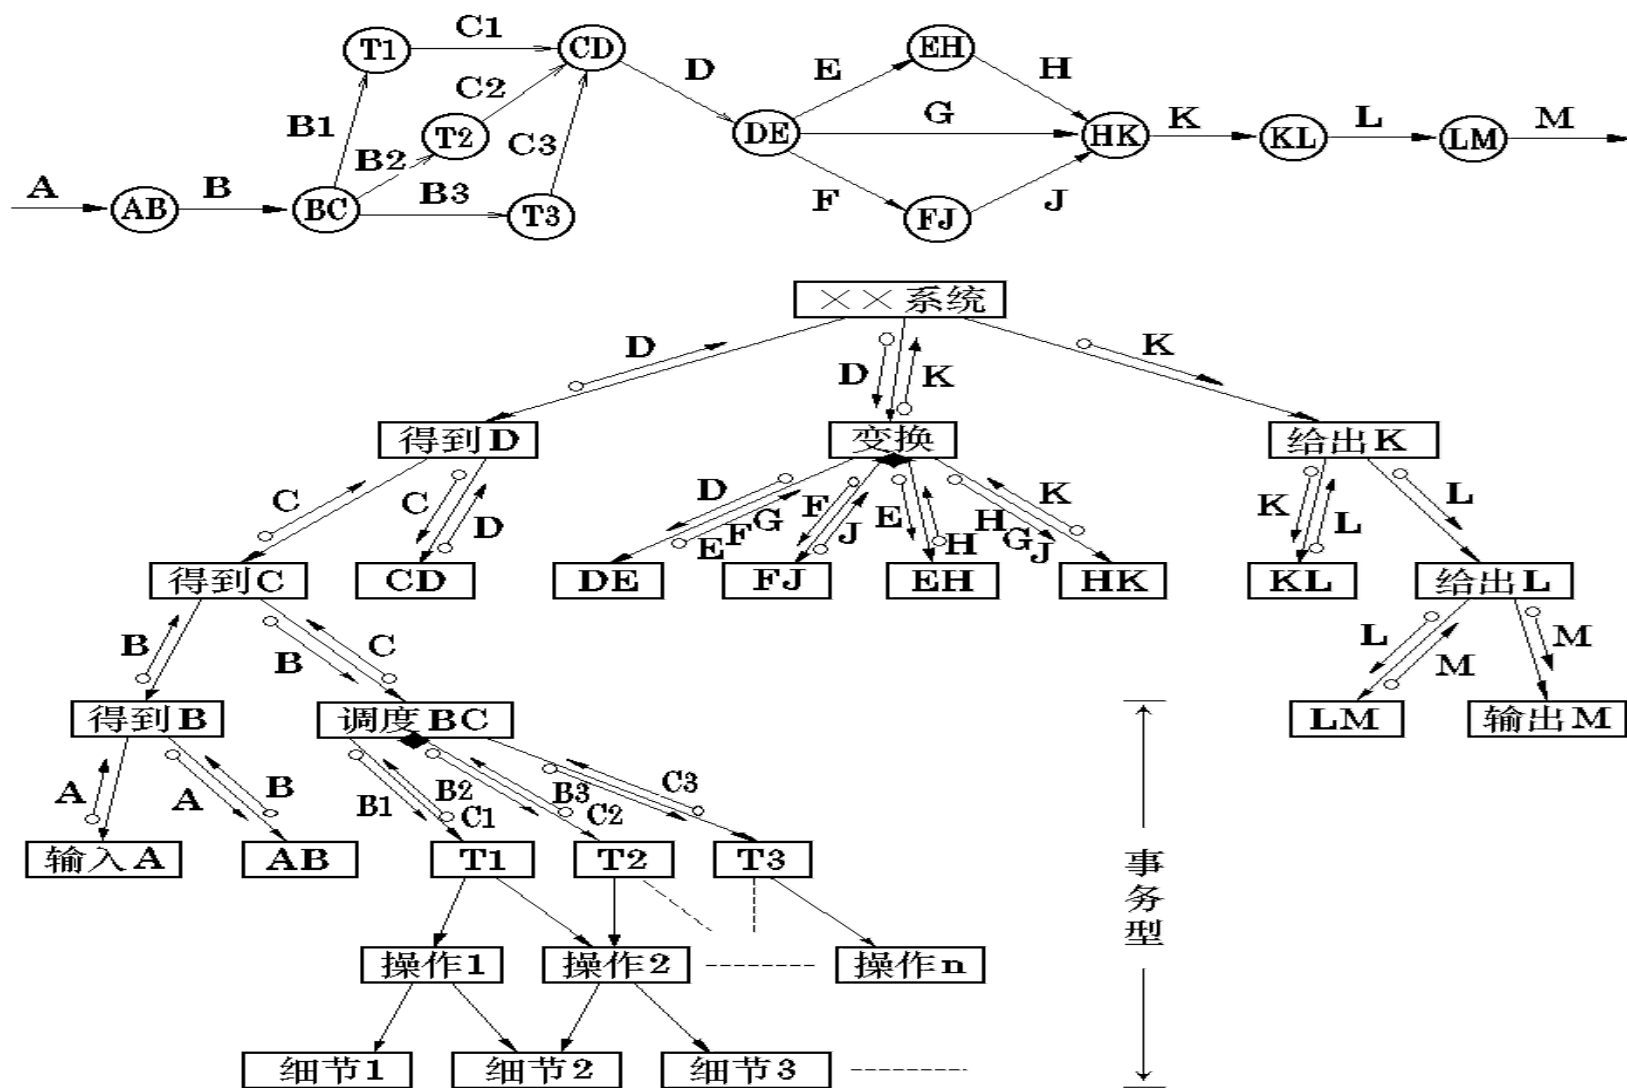 C1
T1 CD
C2
D E EH H
B1 T2 C3 DE G HK K KL L LM M
B2
A AB B BC B3 T3 F FJ J
××系统
D D K K
得到D 变换 给出K
C C D D F G E F J E H K H G J K L L
得到C CD DE FJ EH HK KL 给出L
B B C L M M
得到B 调度BC LM 输出M
A A B B1 B2 C1 B3 C2 C3
输入A AB T1 T2 T3
事务型
操作1 操作2 操作n
细节1 细节2 细节3